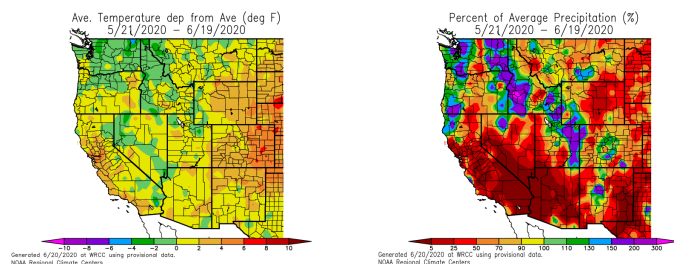 Ave. Temperature dep from Ave (deg F)
5/21/2020 – 6/19/2020
-10 -8 -6 -4 -2 0 2 4 6 8 10
Generated 6/20/2020 at WRCC using provisional data.
NOAA Regional Climate Centers
Percent of Average Precipitation (%)
5/21/2020 – 6/19/2020
5 25 50 70 90 100 110 130 150 200 300
Generated 6/20/2020 at WRCC using provisional data.
NOAA Regional Climate Centers